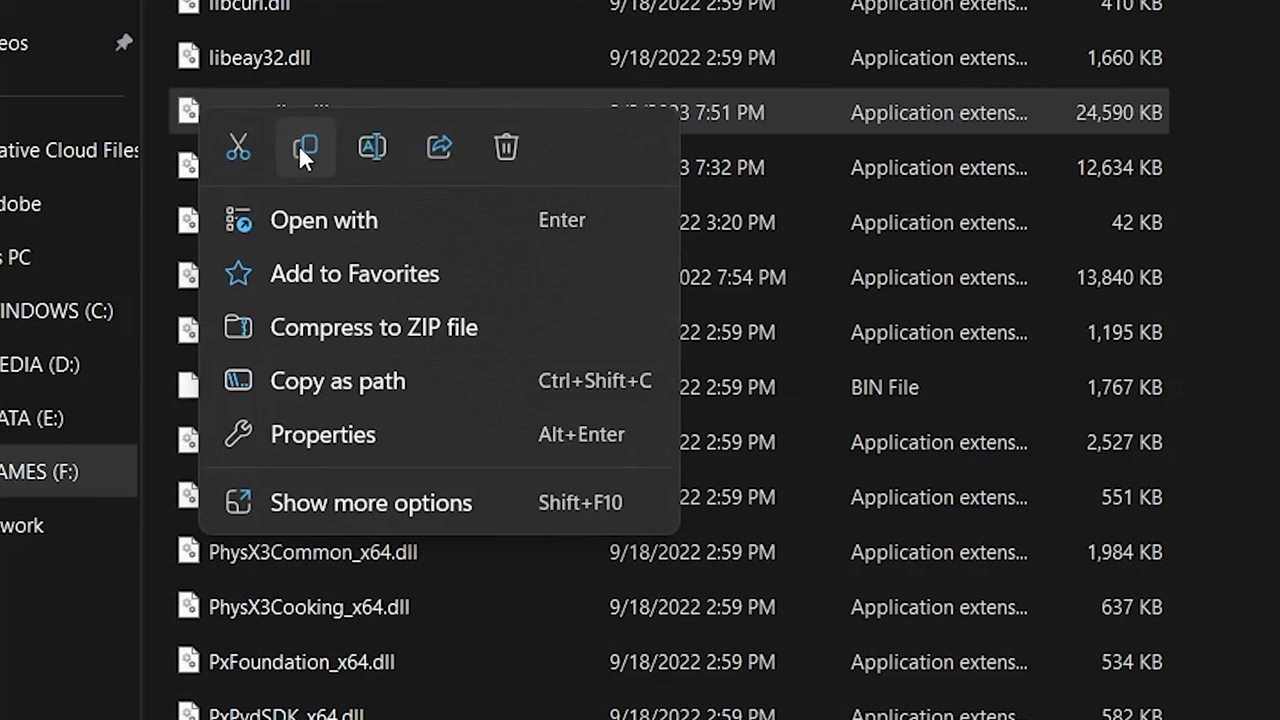 libcurl.dll 9/18/2022 2:59 PM Application extens... 410 KB
eos
libeay32.dll 9/18/2022 2:59 PM Application extens... 1,660 KB
3 7:51 PM Application extens... 24,590 KB
ative Cloud Files
3 7:32 PM Application extens... 12,634 KB
dobe
Open with Enter
22 3:20 PM Application extens... 42 KB
s PC
Add to Favorites
022 7:54 PM Application extens... 13,840 KB
INDOWS (C:)
Compress to ZIP file
22 2:59 PM Application extens... 1,195 KB
EDIA (D:)
Copy as path Ctrl+Shift+C
22 2:59 PM BIN File 1,767 KB
ATA (E:)
Properties Alt+Enter
22 2:59 PM Application extens... 2,527 KB
AMES (F:)
Show more options Shift+F10
22 2:59 PM Application extens... 551 KB
work
PhysX3Common_x64.dll 9/18/2022 2:59 PM Application extens... 1,984 KB
PhysX3Cooking_x64.dll 9/18/2022 2:59 PM Application extens... 637 KB
PxFoundation_x64.dll 9/18/2022 2:59 PM Application extens... 534 KB
PxPvdSDK_x64.dll 9/18/2022 2:59 PM Application extens... 582 KB